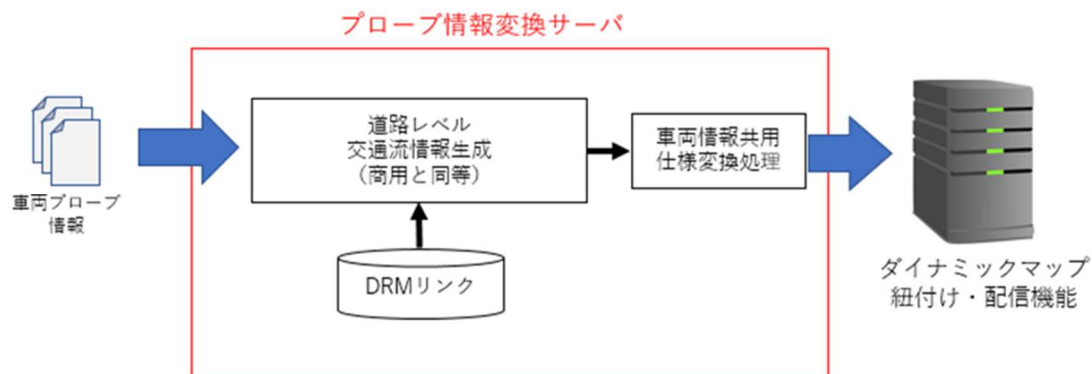 プローブ情報変換サーバ
車両プローブ
情報
道路レベル
交通流情報生成
（商用と同等）
DRMリンク
車両情報共用
仕様変換処理
ダイナミックマップ
紐付け・配信機能